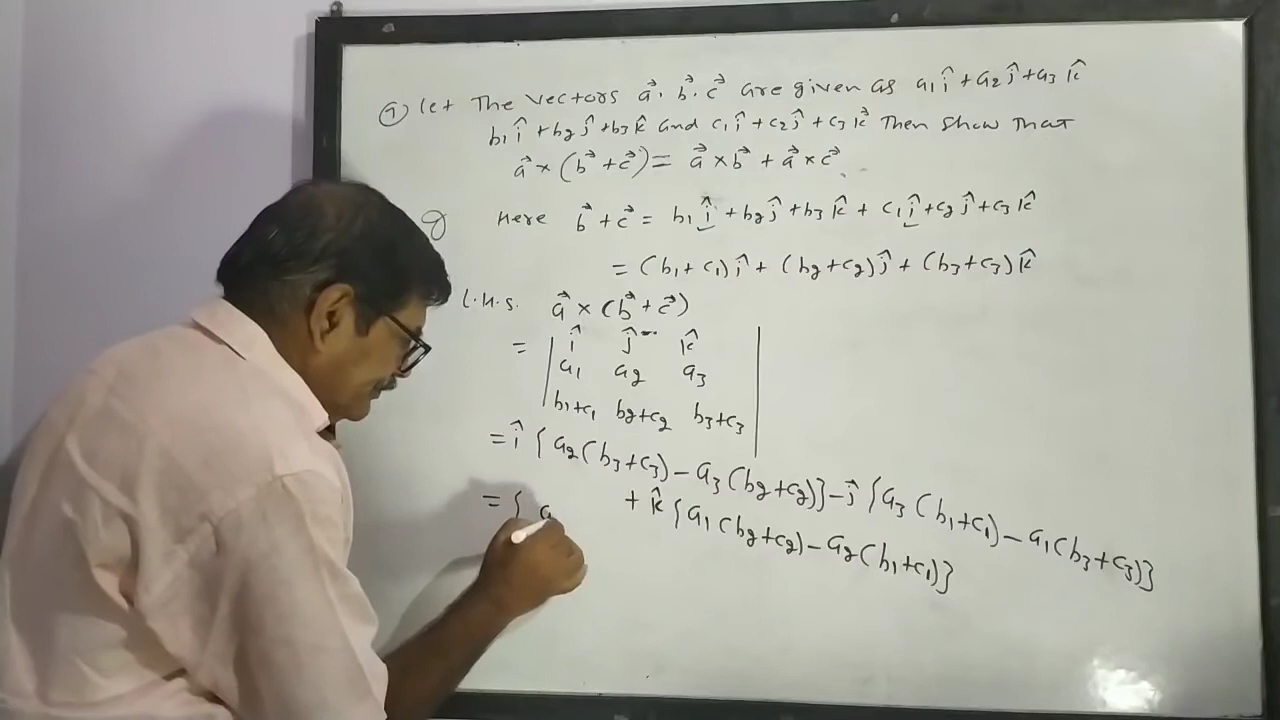 Q let The vectors a⃗. b⃗. c⃗ are given as a₁î + a₂ĵ + a₃k̂
b₁î + b₂ĵ + b₃k̂ and c₁î + c₂ĵ + c₃k̂ Then show that
a⃗ × (b⃗ + c⃗) = a⃗ × b⃗ + a⃗ × c⃗
Here b⃗ + c⃗ = b₁î + b₂ĵ + b₃k̂ + c₁î + c₂ĵ + c₃k̂
= (b₁ + c₁)î + (b₂ + c₂)ĵ + (b₃ + c₃)k̂
L.H.S. a⃗ × (b⃗ + c⃗)
= | î ĵ k̂ |
a₁ a₂ a₃
b₁+c₁ b₂+c₂ b₃+c₃
= î {a₂(b₃+c₃) − a₃(b₂+c₂)} − ĵ {a₃(b₁+c₁) − a₁(b₃+c₃)}
+ k̂ {a₁(b₂+c₂) − a₂(b₁+c₁)}
= { a